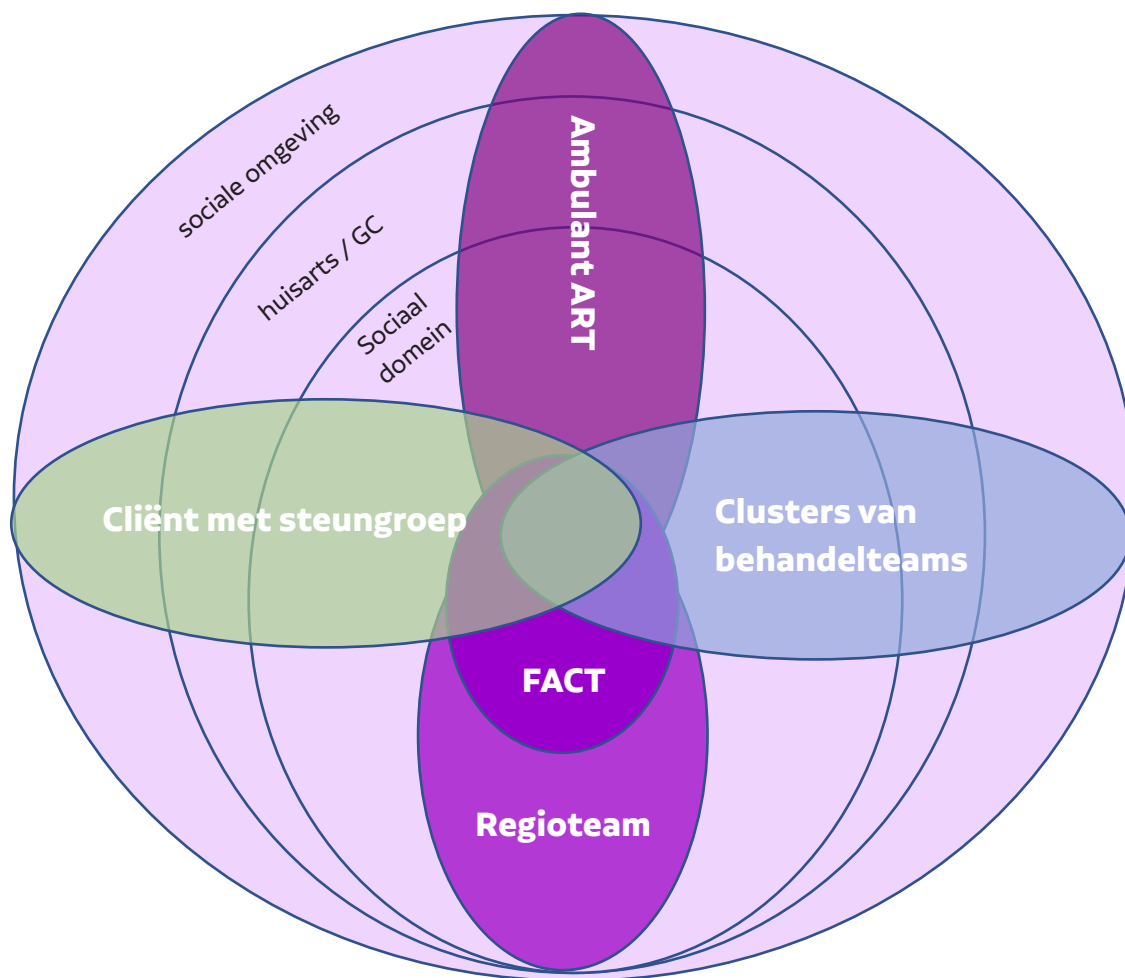 sociale omgeving
huisarts / GC
Sociaal
domein
Ambulant ART
Cliënt met steungroep
Clusters van
behandelteams
FACT
Regioteam